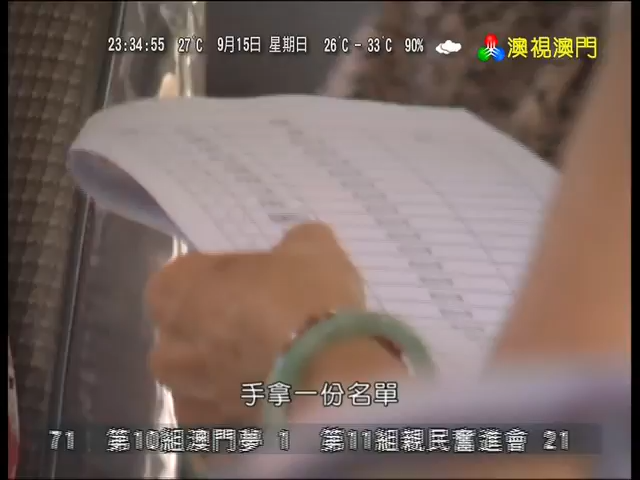 23:34:55 27°C 9月15日 星期日 26°C - 33°C 90% 澳視澳門
手拿一份名單
71 第10組澳門夢 1 第11組親民奮進會 21